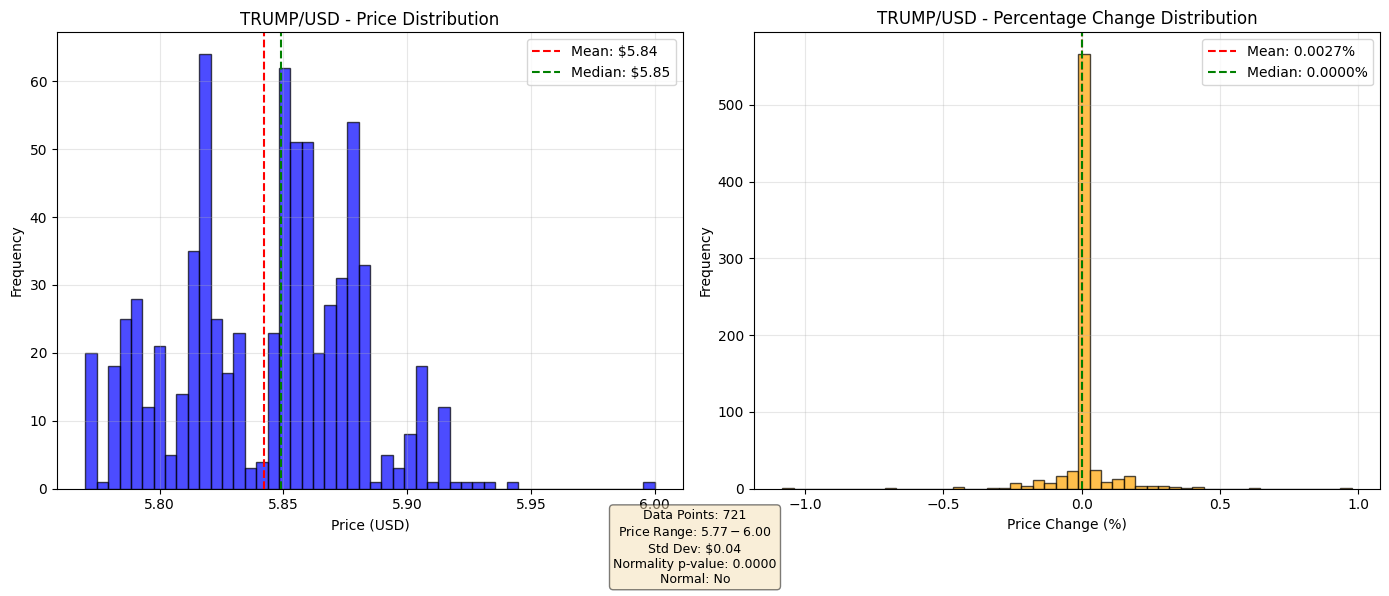 TRUMP/USD - Price Distribution
Mean: $5.84
Median: $5.85
Frequency
60
50
40
30
20
10
0
5.80
5.85
5.90
5.95
6.00
Price (USD)
TRUMP/USD - Percentage Change Distribution
Mean: 0.0027%
Median: 0.0000%
Frequency
500
400
300
200
100
0
−1.0
−0.5
0.0
0.5
1.0
Price Change (%)
Data Points: 721
Price Range: 5.77 − 6.00
Std Dev: $0.04
Normality p-value: 0.0000
Normal: No